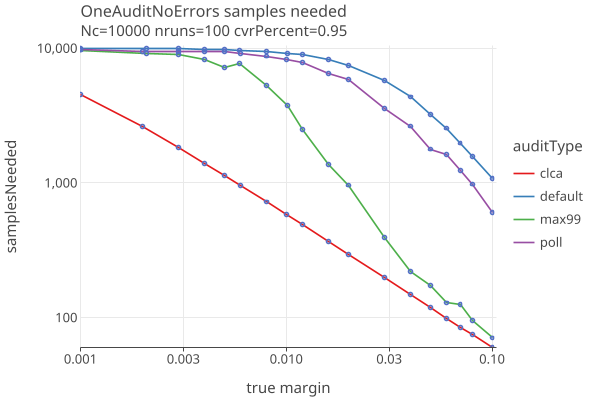 OneAuditNoErrors samples needed
Nc=10000 nruns=100 cvrPercent=0.95
10,000
1,000
100
samplesNeeded
0.001
0.003
0.010
0.03
0.10
true margin
auditType
clca
default
max99
poll